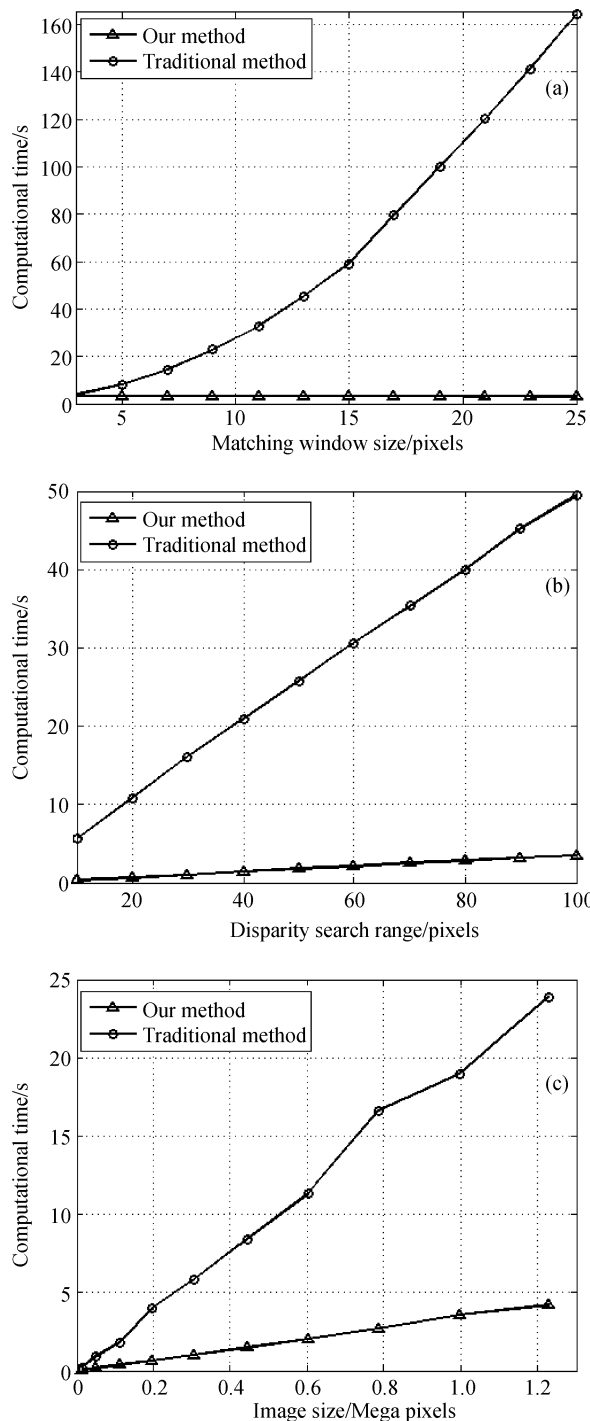 160
Our method
Traditional method
(a)
140
120
100
80
60
40
20
0
Computational time/s
5 10 15 20 25
Matching window size/pixels
50
Our method
Traditional method
(b)
40
30
20
10
0
Computational time/s
20 40 60 80 100
Disparity search range/pixels
25
Our method
Traditional method
(c)
20
15
10
5
0
Computational time/s
0 0.2 0.4 0.6 0.8 1.0 1.2
Image size/Mega pixels